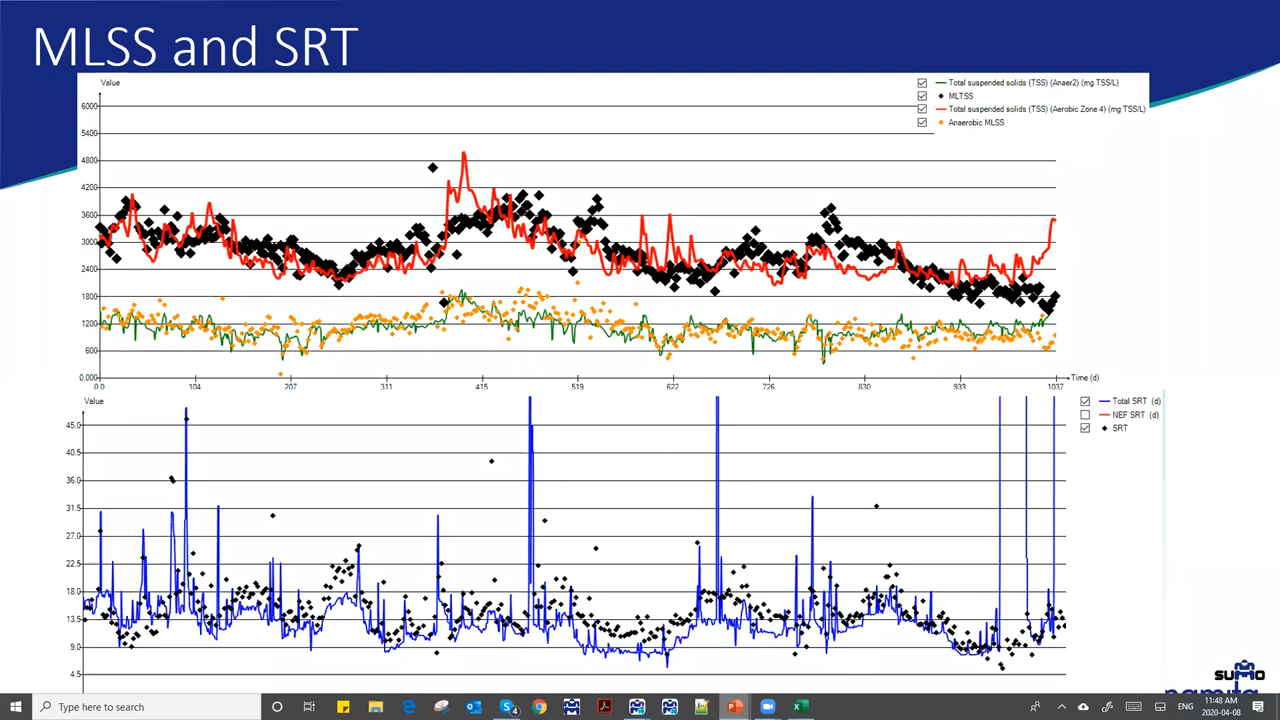 MLSS and SRT
Value
Total suspended solids (TSS) (Anaer2) (mg TSS/L)
MLTSS
Total suspended solids (TSS) (Aerobic Zone 4) (mg TSS/L)
Anaerobic MLSS
6000
5400
4800
4200
3600
3000
2400
1800
1200
600
0.000
0.0 104 207 311 415 519 622 726 830 933 1037
Time (d)
Value
Total SRT (d)
NEF SRT (d)
SRT
45.0
40.5
36.0
31.5
27.0
22.5
18.0
13.5
9.0
4.5
SUMO
Type here to search
4
11:48 AM
2020-04-08